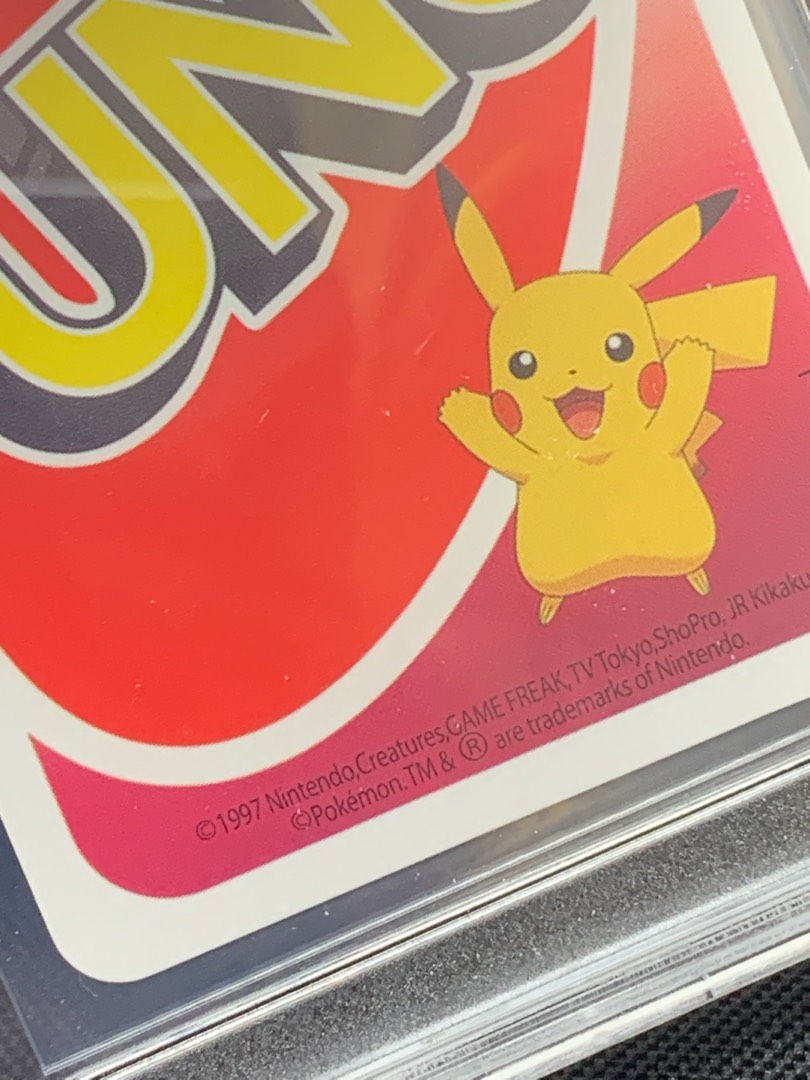 UNO
©1997 Nintendo,Creatures,GAME FREAK,TV Tokyo,ShoPro, JR Kikaku
©Pokémon. TM & ® are trademarks of Nintendo.